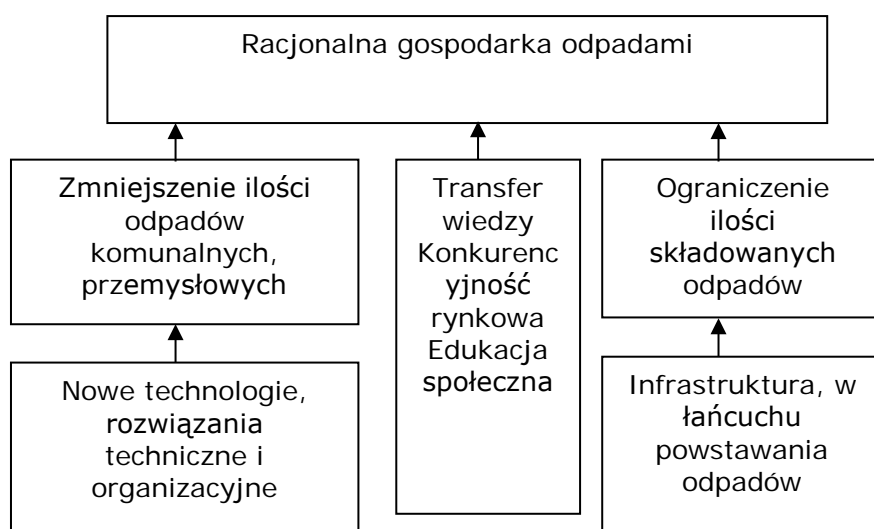 Racjonalna gospodarka odpadami
Zmniejszenie ilości
odpadów
komunalnych,
przemysłowych
Transfer
wiedzy
Konkurenc
yjność
rynkowa
Edukacja
społeczna
Ograniczenie
ilości
składowanych
odpadów
Nowe technologie,
rozwiązania
techniczne i
organizacyjne
Infrastruktura, w
łańcuchu
powstawania
odpadów